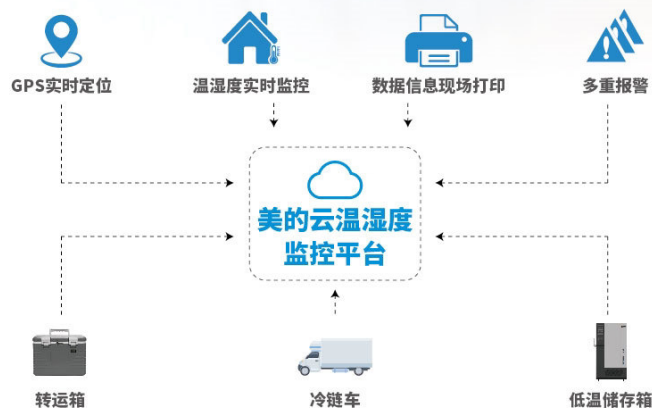 GPS实时定位
温湿度实时监控
数据信息现场打印
多重报警
美的云温湿度
监控平台
转运箱
冷链车
低温储存箱